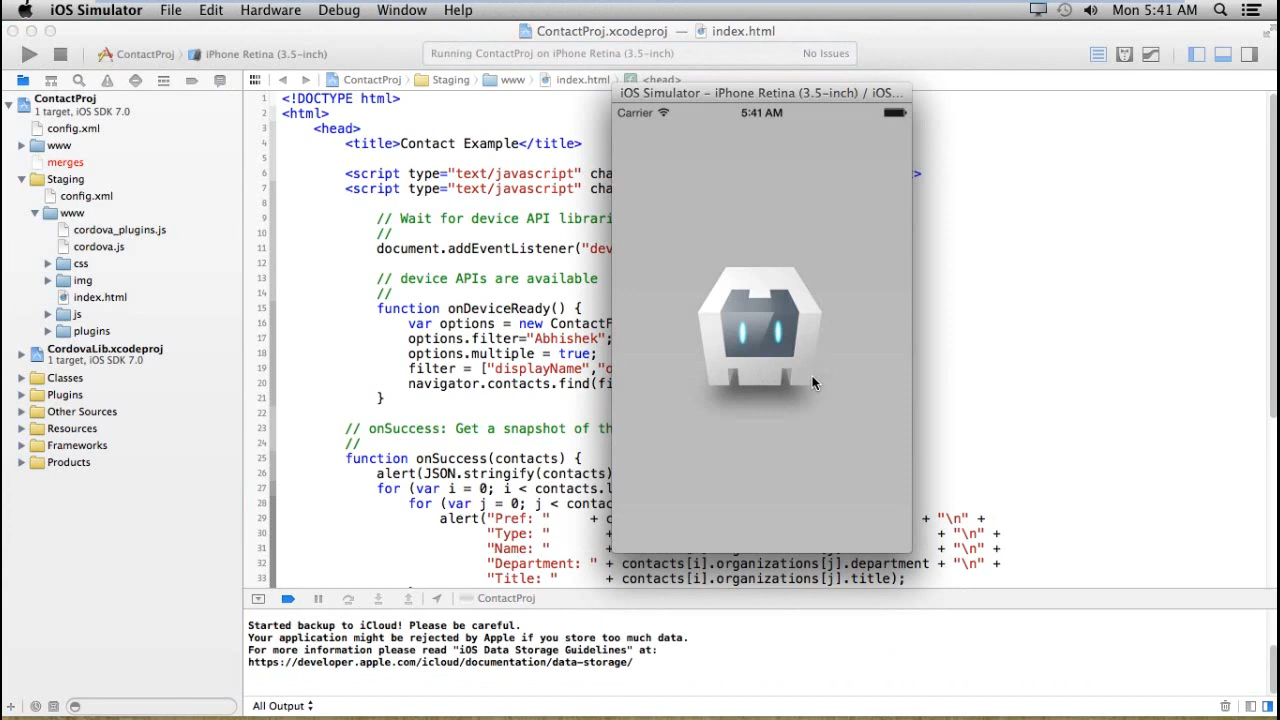 iOS Simulator File Edit Hardware Debug Window Help Mon 5:41 AM
ContactProj.xcodeproj — index.html
ContactProj iPhone Retina (3.5-inch) Running ContactProj on iPhone Retina (3.5-inch) No Issues
ContactProj Staging www index.html <head>
ContactProj
1 target, iOS SDK 7.0
config.xml
www
merges
Staging
config.xml
www
cordova_plugins.js
cordova.js
css
img
index.html
js
plugins
CordovaLib.xcodeproj
1 target, iOS SDK 7.0
Classes
Plugins
Other Sources
Resources
Frameworks
Products
1 <!DOCTYPE html>
2 <html>
3 <head>
4 <title>Contact Example</title>
5
6 <script type="text/javascript" cha >
7 <script type="text/javascript" cha
8
9 // Wait for device API librari
10 //
11 document.addEventListener("dev
12
13 // device APIs are available
14 //
15 function onDeviceReady() {
16 var options = new ContactF
17 options.filter="Abhishek";
18 options.multiple = true;
19 filter = ["displayName","o
20 navigator.contacts.find(fi
21 }
22
23 // onSuccess: Get a snapshot of th
24 //
25 function onSuccess(contacts) {
26 alert(JSON.stringify(contacts)
27 for (var i = 0; i < contacts.l
28 for (var j = 0; j < contac
29 alert("Pref: " + c + "\n" +
30 "Type: " + + "\n" +
31 "Name: " + + "\n" +
32 "Department: " + contacts[i].organizations[j].department + "\n" +
33 "Title: " + contacts[i].organizations[j].title);
iOS Simulator – iPhone Retina (3.5-inch) / iOS...
Carrier 5:41 AM
ContactProj
Started backup to iCloud! Please be careful.
Your application might be rejected by Apple if you store too much data.
For more information please read "iOS Data Storage Guidelines" at:
https://developer.apple.com/icloud/documentation/data-storage/
All Output